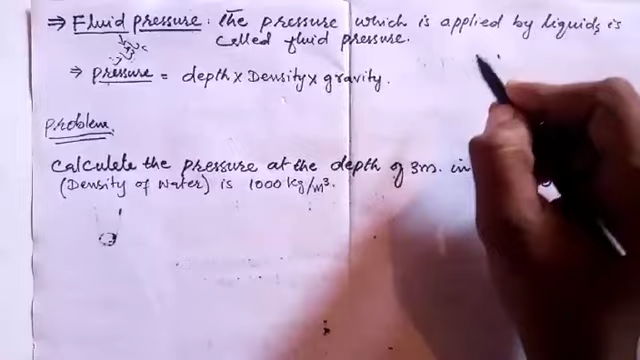 ⇒ Fluid pressure : The pressure which is applied by liquids is
called fluid pressure.
⇒ pressure = depth × Density × gravity.
problem
Calculate the pressure at the depth of 3m. in
(Density of Water) is 1000 kg/m³.